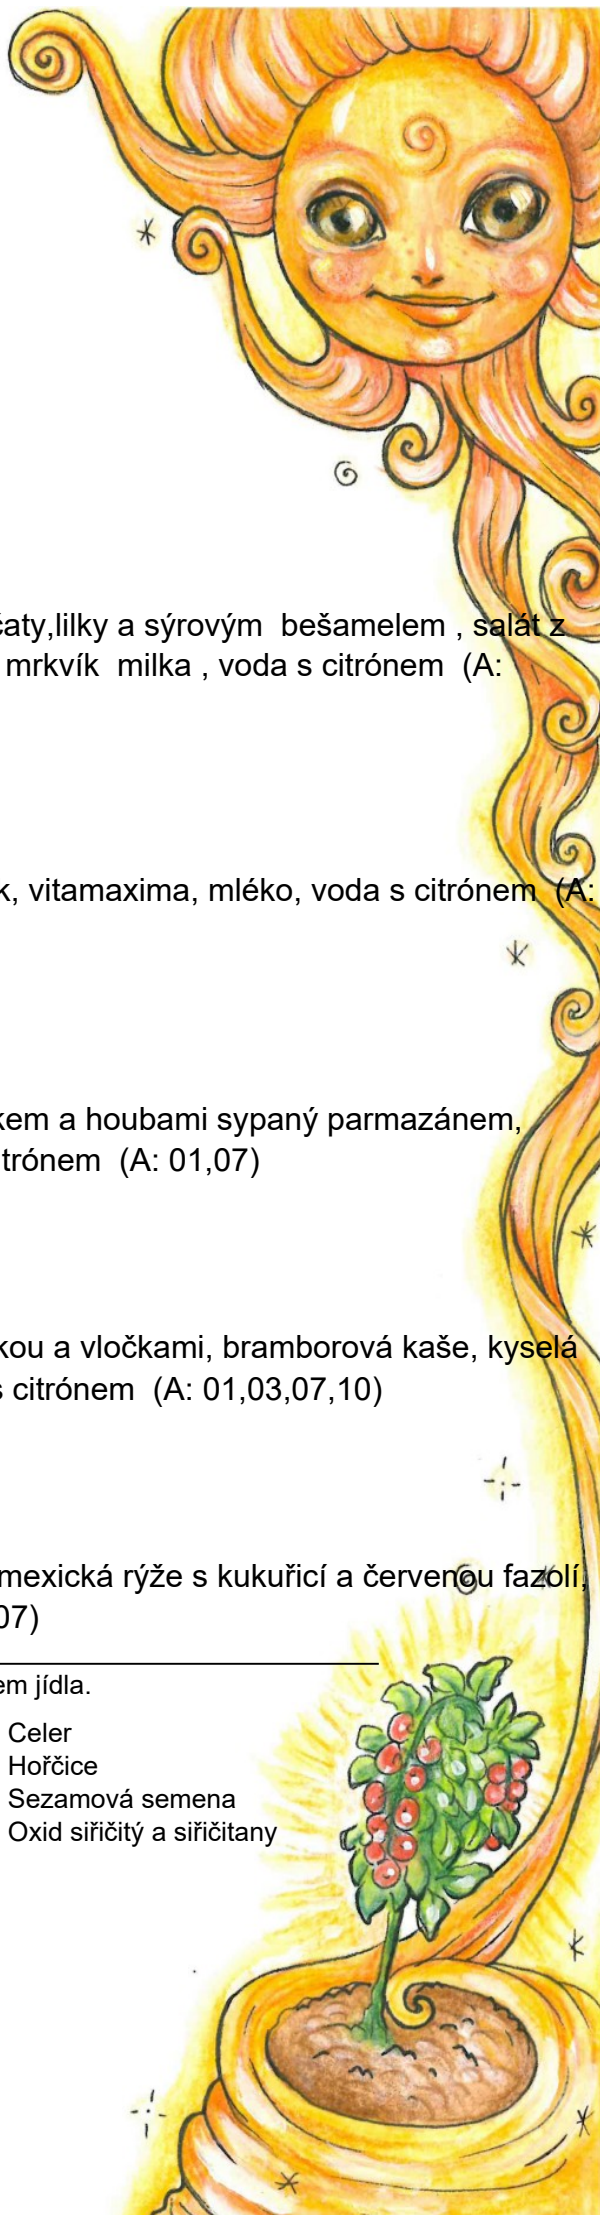 čaty,lilky a sýrovým bešamelem , salát z
mrkvík milka , voda s citrónem (A:
k, vitamaxima, mléko, voda s citrónem (A:
kem a houbami sypaný parmazánem,
trónem (A: 01,07)
kou a vločkami, bramborová kaše, kyselá
s citrónem (A: 01,03,07,10)
mexická rýže s kukuřicí a červenou fazolí,
07)
em jídla.
Celer
Hořčice
Sezamová semena
Oxid siřičitý a siřičitany